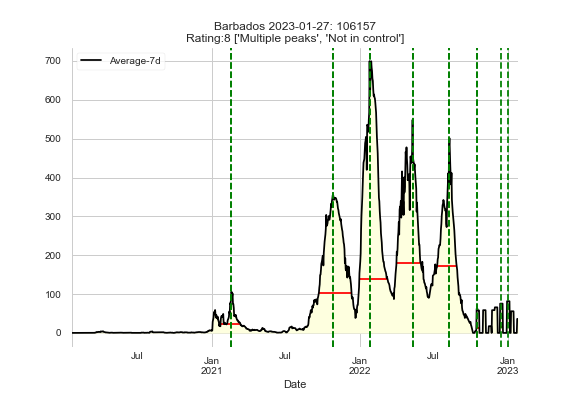 Barbados 2023-01-27: 106157
Rating:8 ['Multiple peaks', 'Not in control']
Average-7d
700
600
500
400
300
200
100
0
Jul
Jan
2021
Jul
Jan
2022
Jul
Jan
2023
Date